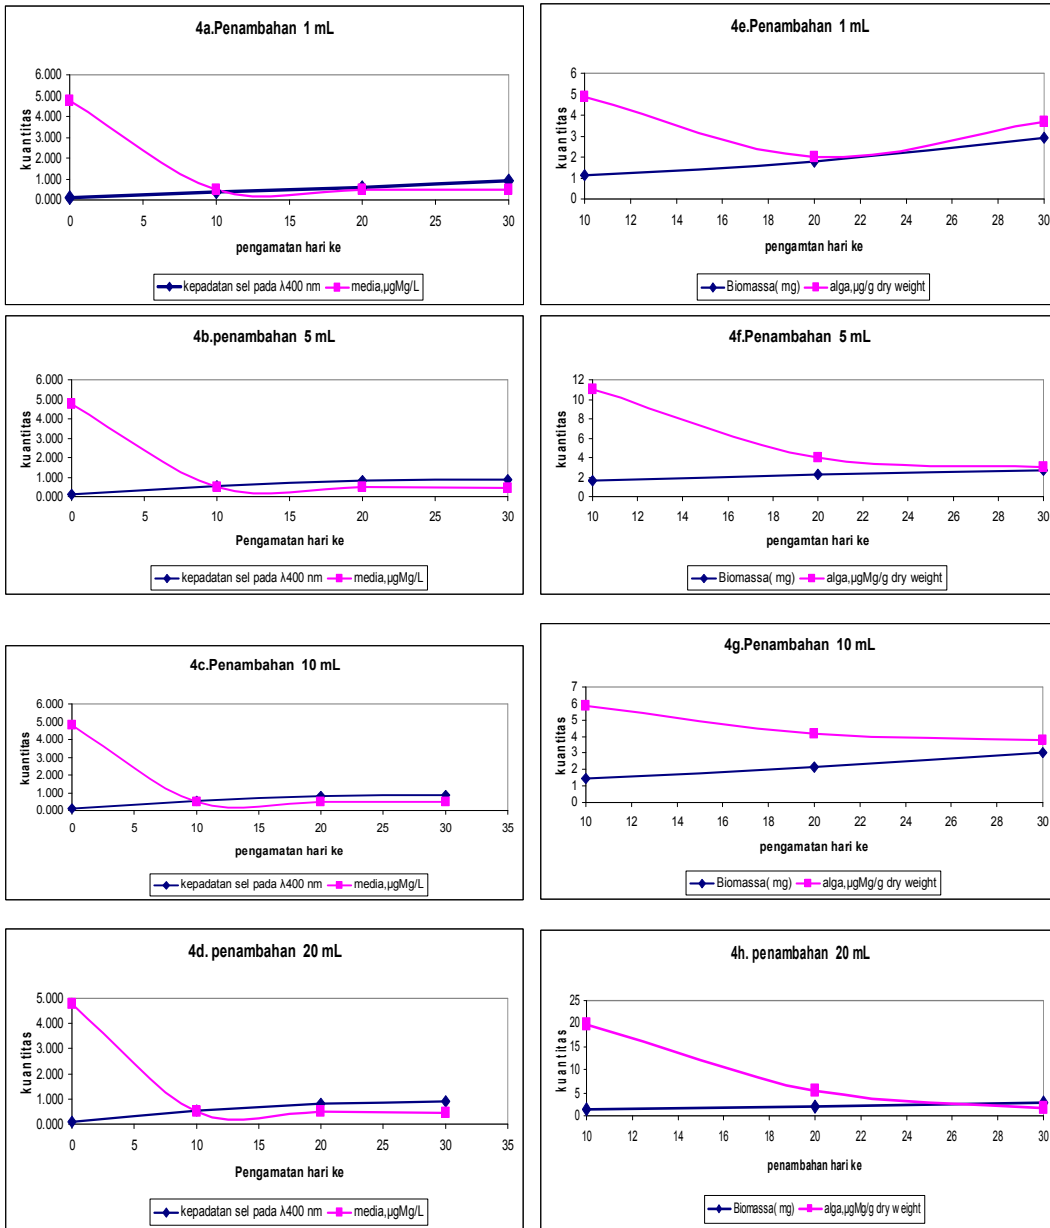 4a.Penambahan 1 mL
kuantitas
6.000
5.000
4.000
3.000
2.000
1.000
0.000
0 5 10 15 20 25 30
pengamatan hari ke
kepadatan sel pada λ400 nm media,µgMg/L
4e.Penambahan 1 mL
kuantitas
6
5
4
3
2
1
0
10 12 14 16 18 20 22 24 26 28 30
pengamtan hari ke
Biomassa( mg) alga,µg/g dry weight
4b.penambahan 5 mL
kuantitas
6.000
5.000
4.000
3.000
2.000
1.000
0.000
0 5 10 15 20 25 30
Pengamatan hari ke
kepadatan sel pada λ400 nm media,µgMg/L
4f.Penambahan 5 mL
kuantitas
12
10
8
6
4
2
0
10 12 14 16 18 20 22 24 26 28 30
pengamtan hari ke
Biomassa( mg) alga,µgMg/g dry weight
4c.Penambahan 10 mL
kuantitas
6.000
5.000
4.000
3.000
2.000
1.000
0.000
0 5 10 15 20 25 30 35
pengamatan hari ke
kepadatan sel pada λ400 nm media,µgMg/L
4g.Penambahan 10 mL
kuantitas
7
6
5
4
3
2
1
0
10 12 14 16 18 20 22 24 26 28 30
pengamatan hari ke
Biomassa( mg) alga,µgMg/g dry weight
4d. penambahan 20 mL
kuantitas
5.000
4.000
3.000
2.000
1.000
0.000
0 5 10 15 20 25 30 35
Pengamatan hari ke
kepadatan sel pada λ400 nm media,µgMg/L
4h. penambahan 20 mL
kuantitas
25
20
15
10
5
0
10 12 14 16 18 20 22 24 26 28 30
penambahan hari ke
Biomassa( mg) alga,µgMg/g dry weight